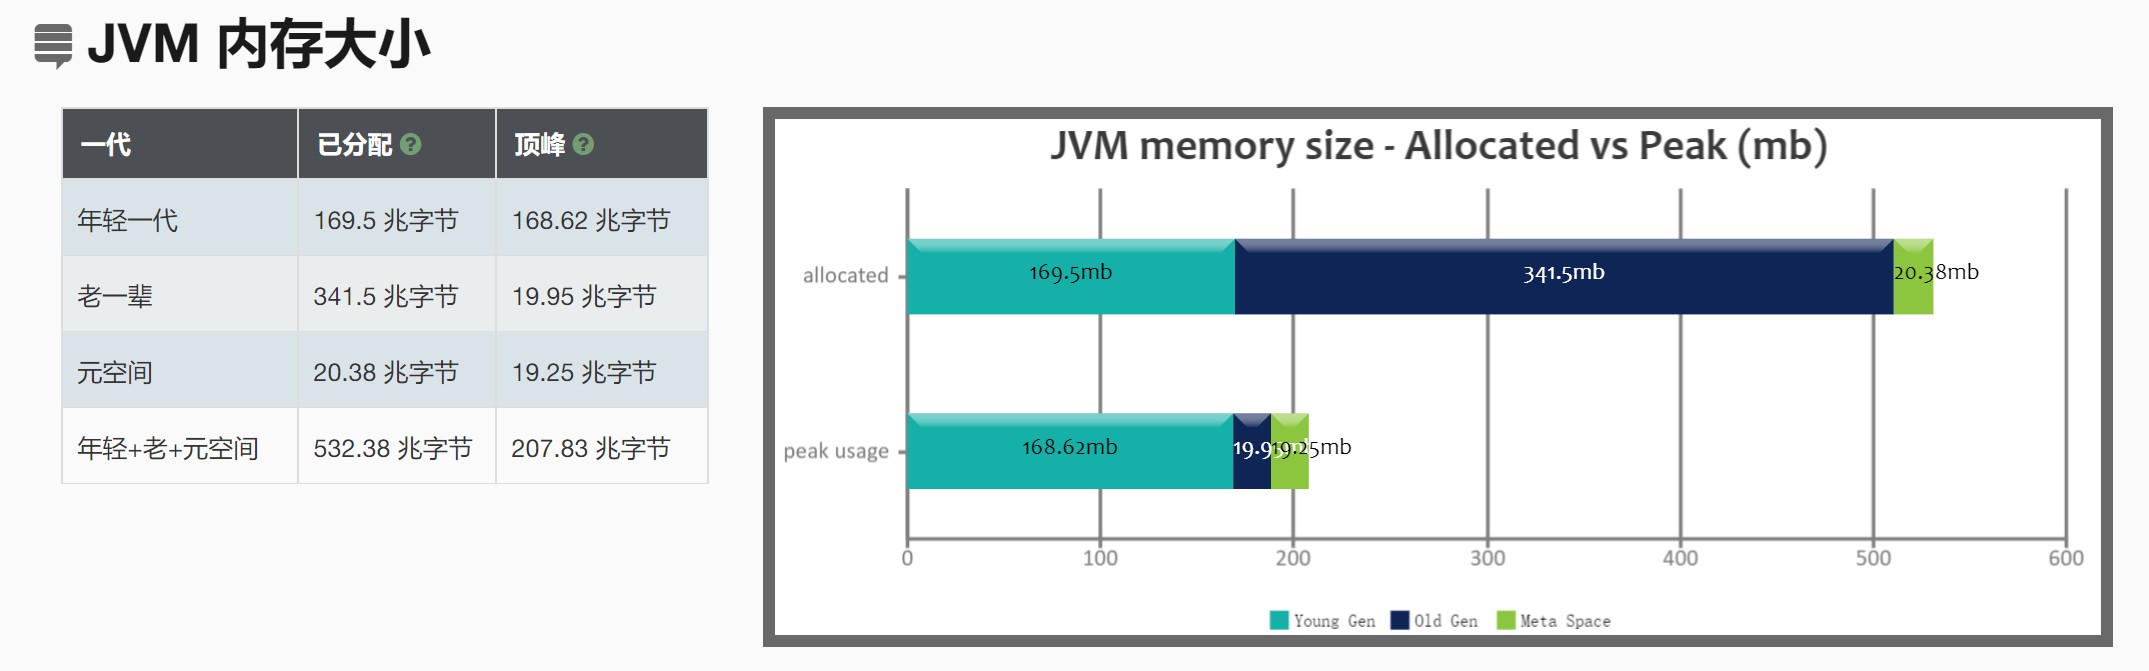 JVM 内存大小
一代 已分配 ? 顶峰 ?
年轻一代 169.5 兆字节 168.62 兆字节
老一辈 341.5 兆字节 19.95 兆字节
元空间 20.38 兆字节 19.25 兆字节
年轻+老+元空间 532.38 兆字节 207.83 兆字节
JVM memory size - Allocated vs Peak (mb)
allocated 169.5mb 341.5mb 20.38mb
peak usage 168.62mb 19.95mb 19.25mb
0 100 200 300 400 500 600
Young Gen Old Gen Meta Space